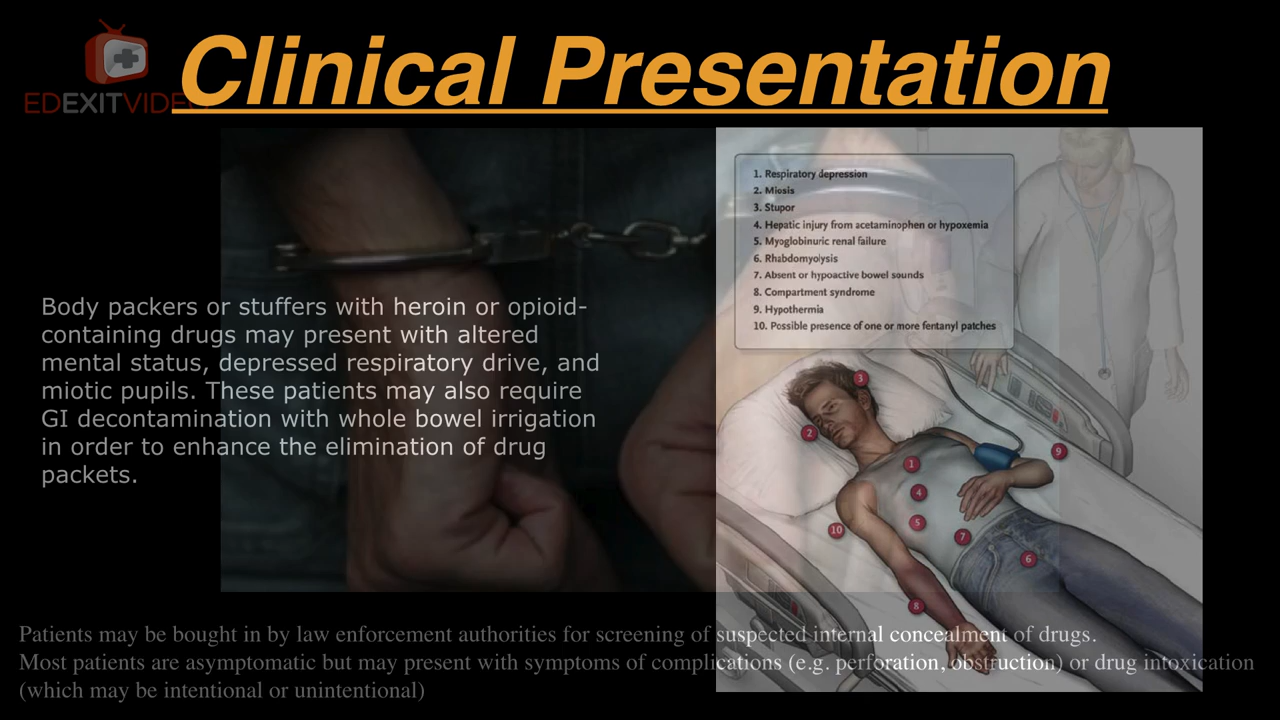 Clinical Presentation
EDEXITVIDEO
1. Respiratory depression
2. Miosis
3. Stupor
4. Hepatic injury from acetaminophen or hypoxemia
5. Myoglobinuric renal failure
6. Rhabdomyolysis
7. Absent or hypoactive bowel sounds
8. Compartment syndrome
9. Hypothermia
10. Possible presence of one or more fentanyl patches
Body packers or stuffers with heroin or opioid-
containing drugs may present with altered
mental status, depressed respiratory drive, and
miotic pupils. These patients may also require
GI decontamination with whole bowel irrigation
in order to enhance the elimination of drug
packets.
3
2
9
1
4
5
10
7
6
8
Patients may be bought in by law enforcement authorities for screening of suspected internal concealment of drugs.
Most patients are asymptomatic but may present with symptoms of complications (e.g. perforation, obstruction) or drug intoxication
(which may be intentional or unintentional)